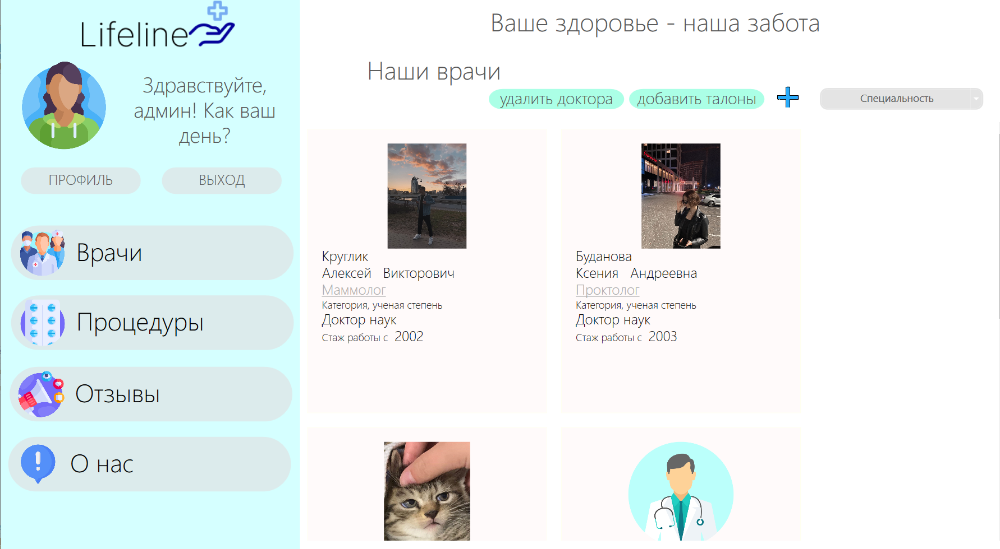 Lifeline
Здравствуйте,
админ! Как ваш
день?
ПРОФИЛЬ
ВЫХОД
Врачи
Процедуры
Отзывы
О нас
Ваше здоровье - наша забота
Наши врачи
удалить доктора
добавить талоны
Специальность
Круглик
Алексей Викторович
Маммолог
Категория, ученая степень
Доктор наук
Стаж работы с 2002
Буданова
Ксения Андреевна
Проктолог
Категория, ученая степень
Доктор наук
Стаж работы с 2003